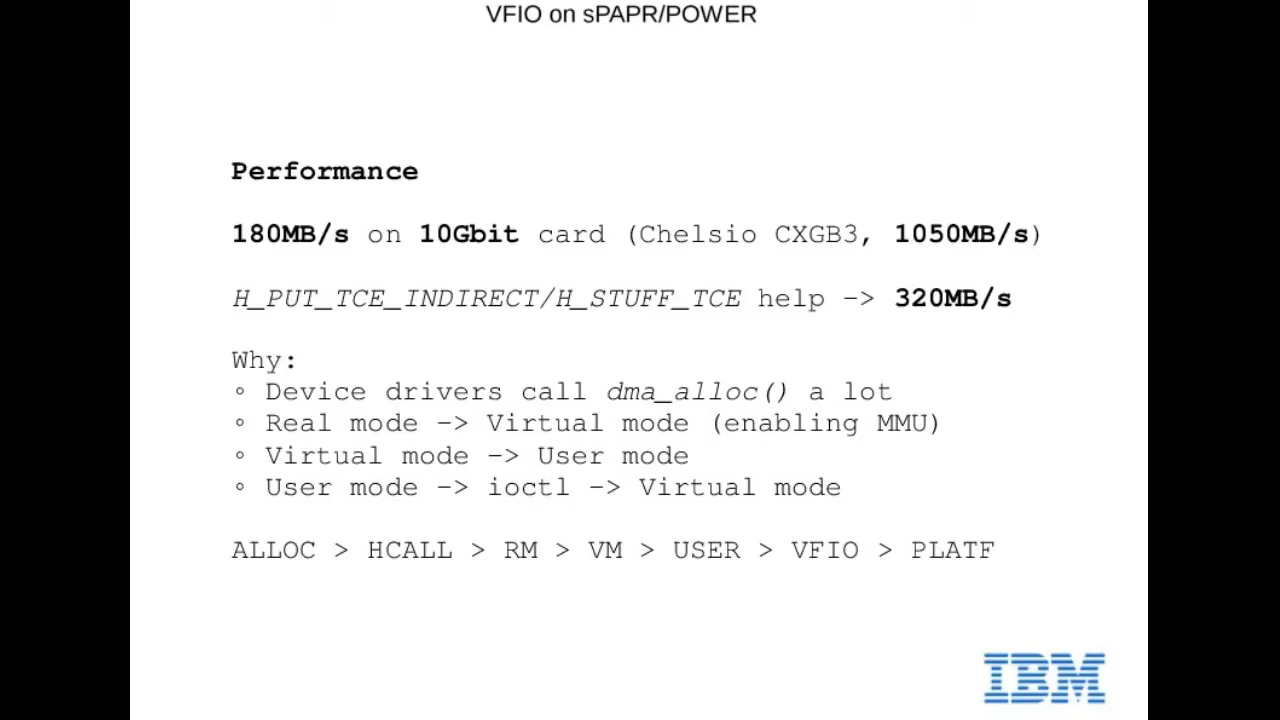 VFIO on sPAPR/POWER
Performance
180MB/s on 10Gbit card (Chelsio CXGB3, 1050MB/s)
H_PUT_TCE_INDIRECT/H_STUFF_TCE help -> 320MB/s
Why:
◦ Device drivers call dma_alloc() a lot
◦ Real mode -> Virtual mode (enabling MMU)
◦ Virtual mode -> User mode
◦ User mode -> ioctl -> Virtual mode
ALLOC > HCALL > RM > VM > USER > VFIO > PLATF
IBM